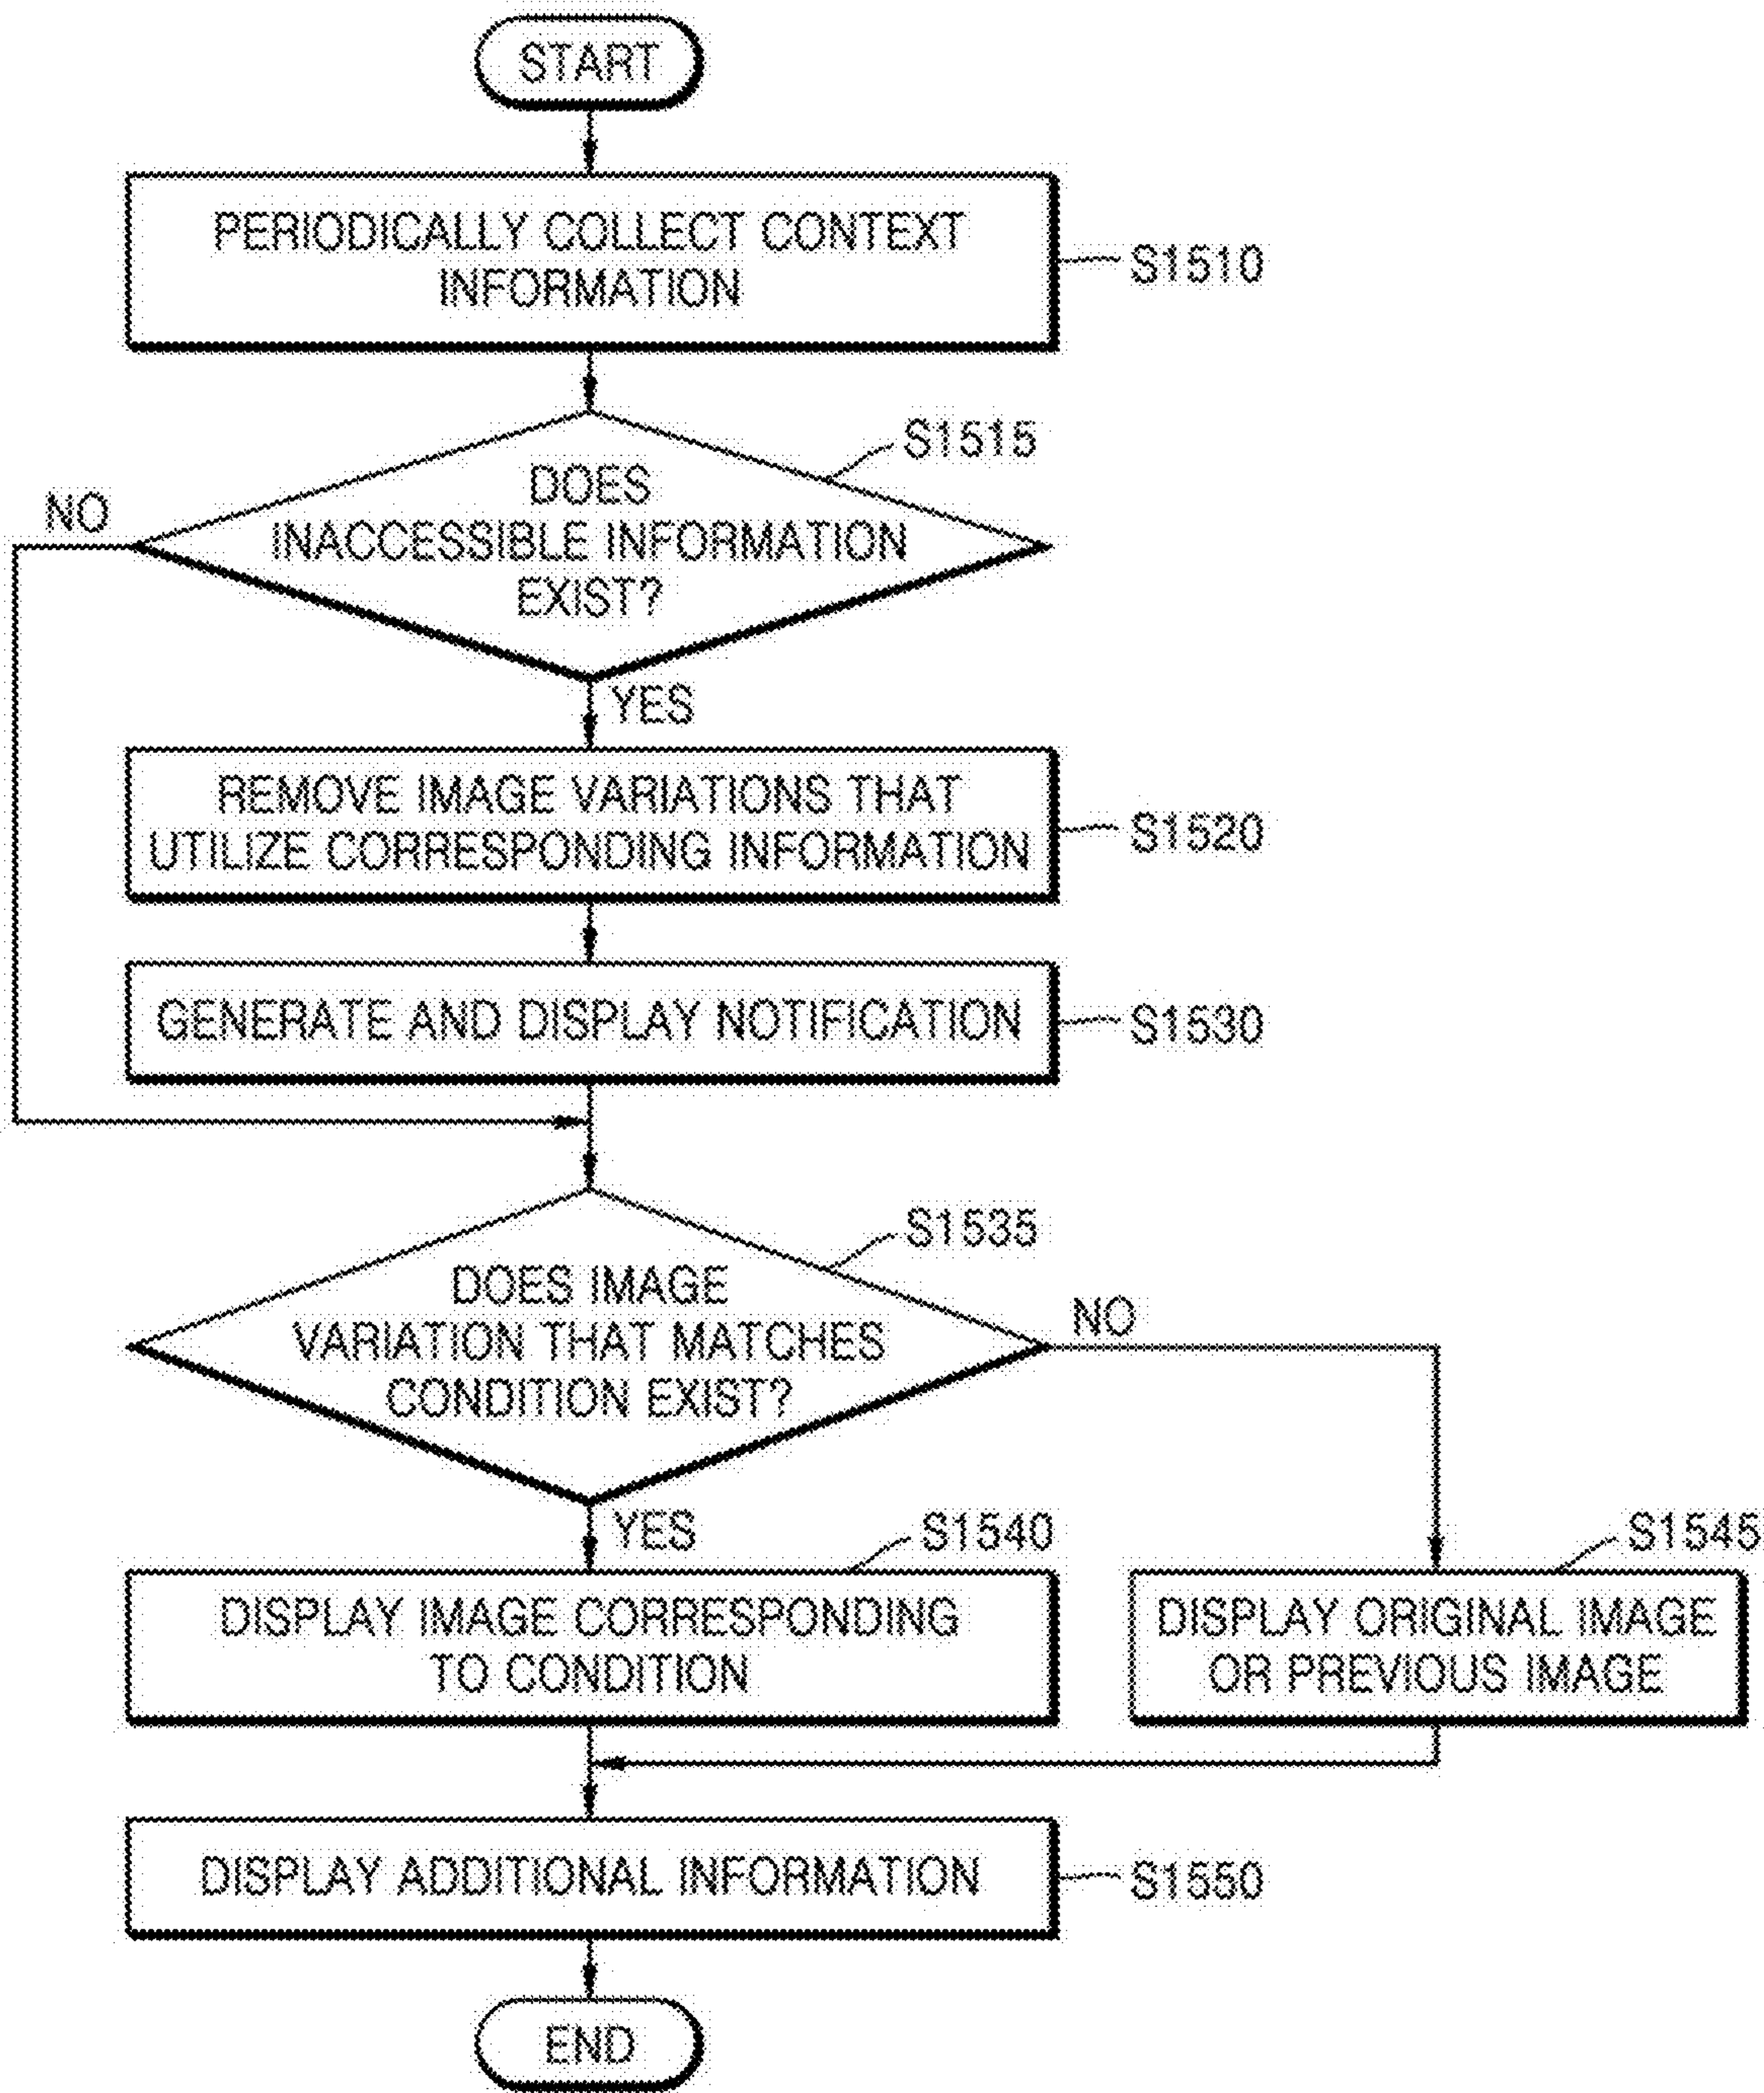 START
PERIODICALLY COLLECT CONTEXT
INFORMATION
S1510
S1515
DOES
INACCESSIBLE INFORMATION
EXIST?
NO
YES
REMOVE IMAGE VARIATIONS THAT
UTILIZE CORRESPONDING INFORMATION
S1520
GENERATE AND DISPLAY NOTIFICATION
S1530
S1535
DOES IMAGE
VARIATION THAT MATCHES
CONDITION EXIST?
NO
YES
S1540
DISPLAY IMAGE CORRESPONDING
TO CONDITION
S1545
DISPLAY ORIGINAL IMAGE
OR PREVIOUS IMAGE
DISPLAY ADDITIONAL INFORMATION
S1550
END